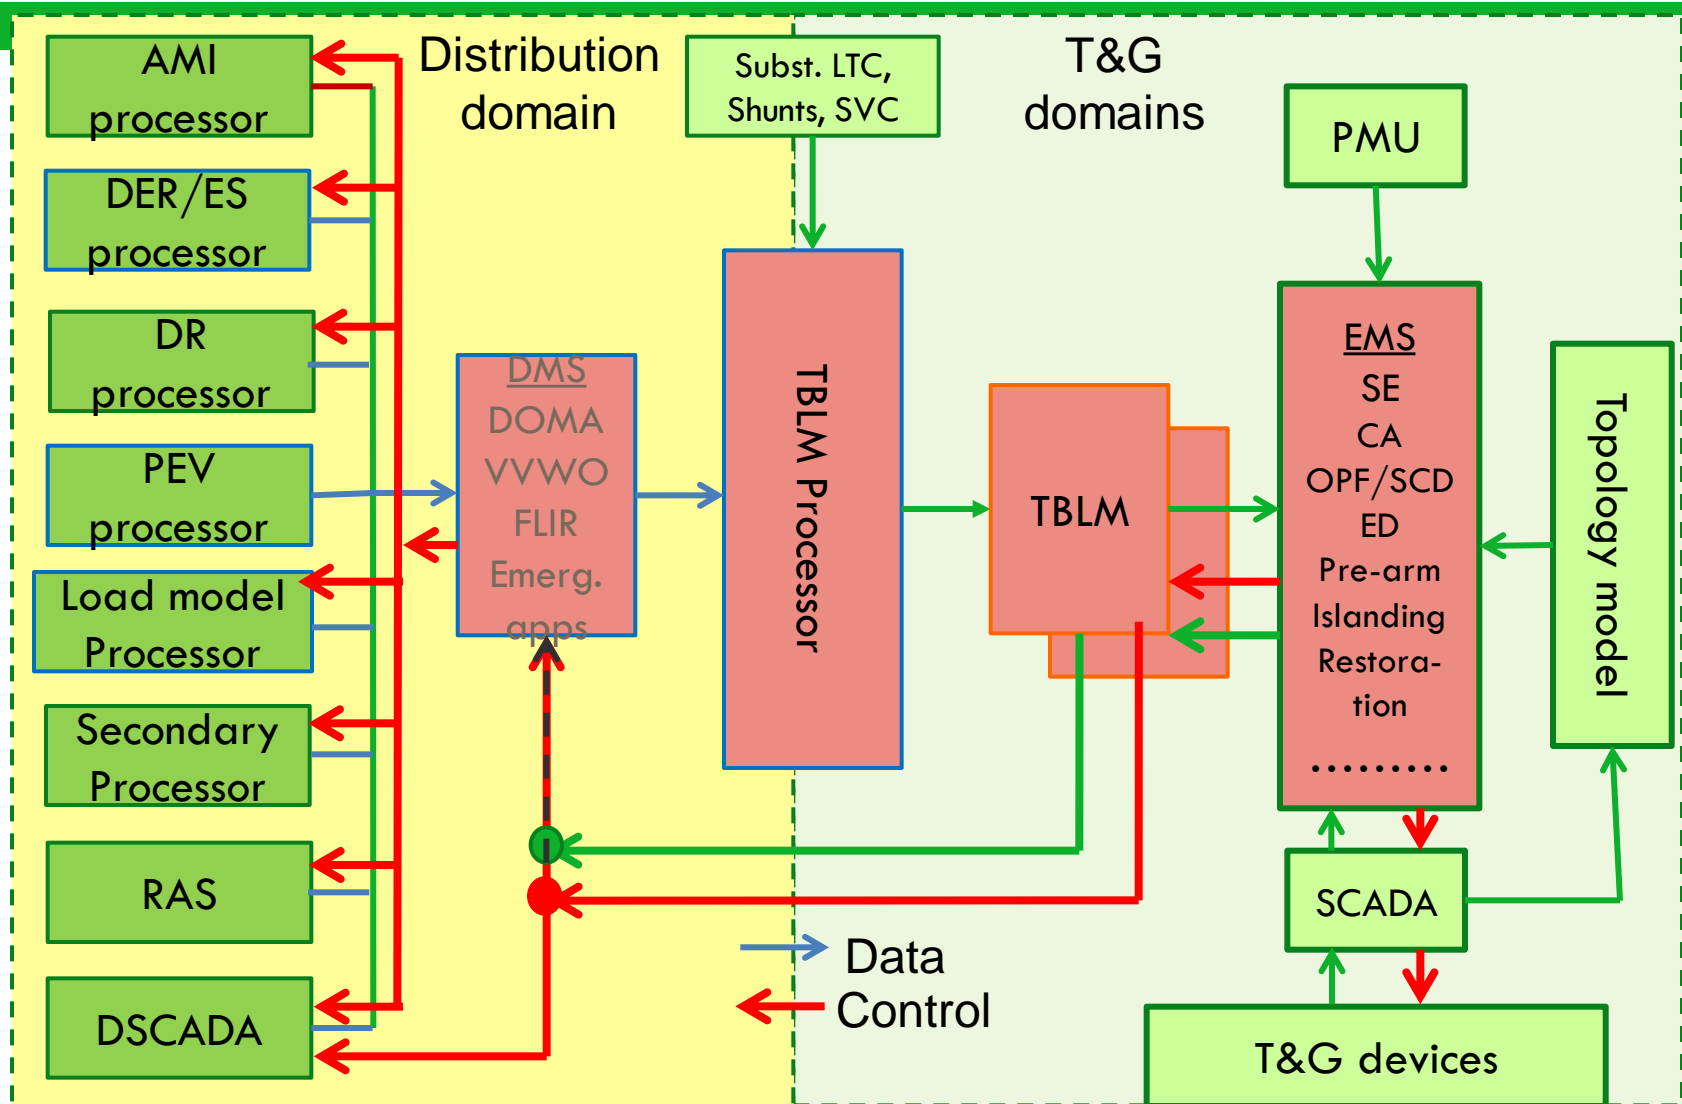 AMI
processor
Distribution
domain
Subst. LTC,
Shunts, SVC
T&G
domains
PMU
DER/ES
processor
DR
processor
PEV
processor
Load model
Processor
Secondary
Processor
RAS
DSCADA
DMS
DOMA
VVWO
FLIR
Emerg.
apps
TBLM Processor
TBLM
EMS
SE
CA
OPF/SCD
ED
Pre-arm
Islanding
Restora-
tion
.........
Topology model
SCADA
T&G devices
Data
Control